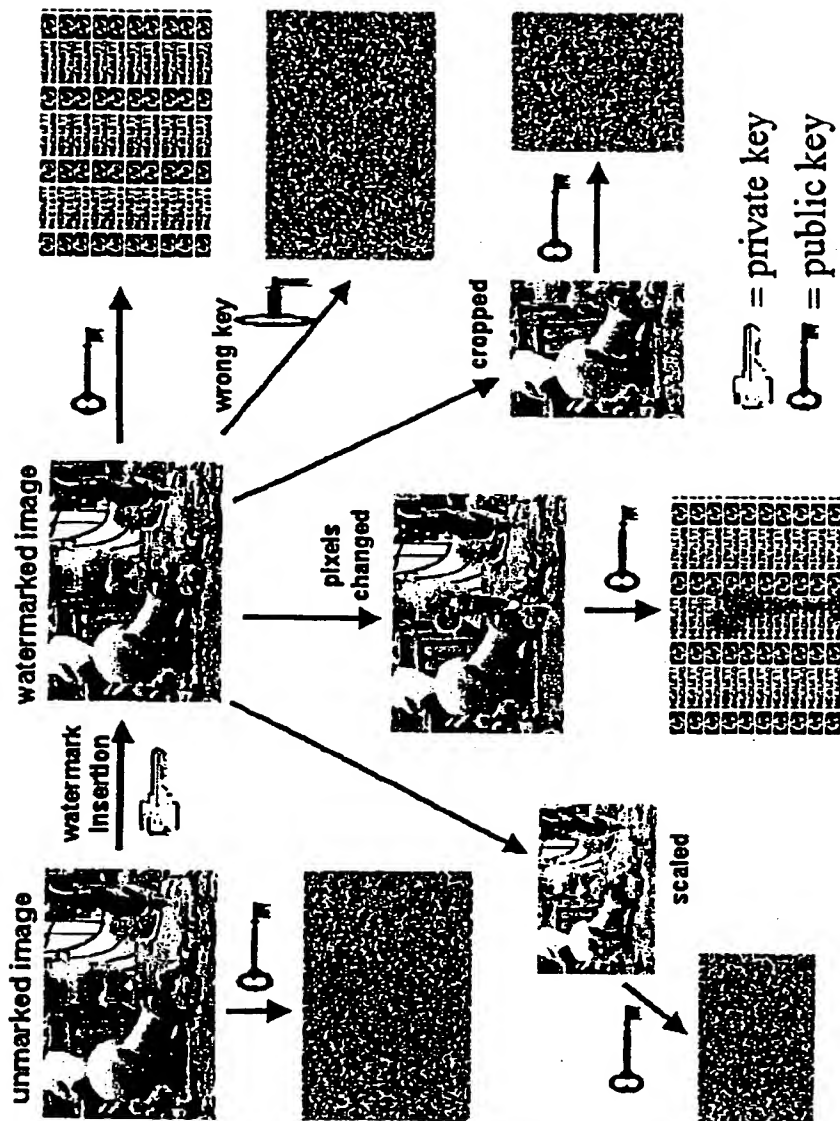 unmarked image
watermark
insertion
watermarked image
wrong key
pixels
changed
cropped
scaled
= private key
= public key